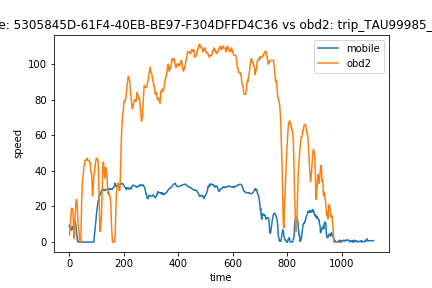 e: 5305845D-61F4-40EB-BE97-F304DFFD4C36 vs obd2: trip_TAU99985_
mobile
obd2
speed
100
80
60
40
20
0
0 200 400 600 800 1000
time